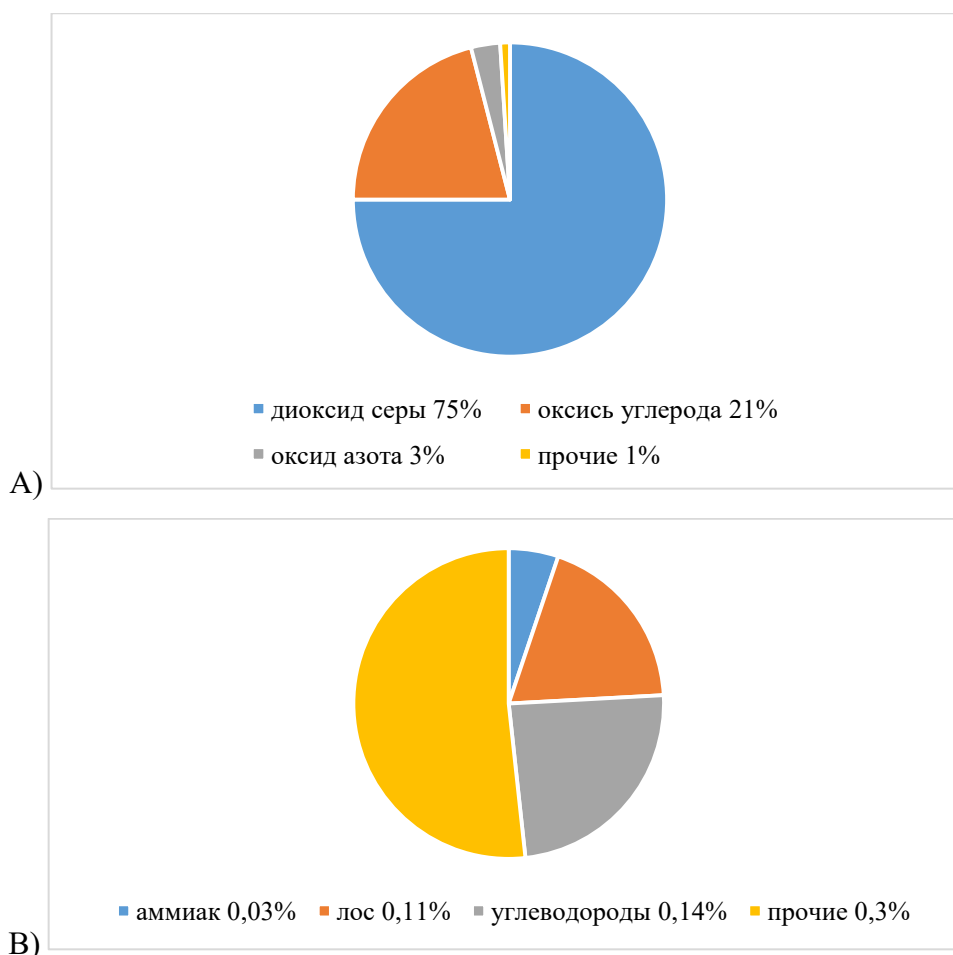 диоксид серы 75% оксись углерода 21%
оксид азота 3% прочие 1%
А)
аммиак 0,03% лос 0,11% углеводороды 0,14% прочие 0,3%
В)